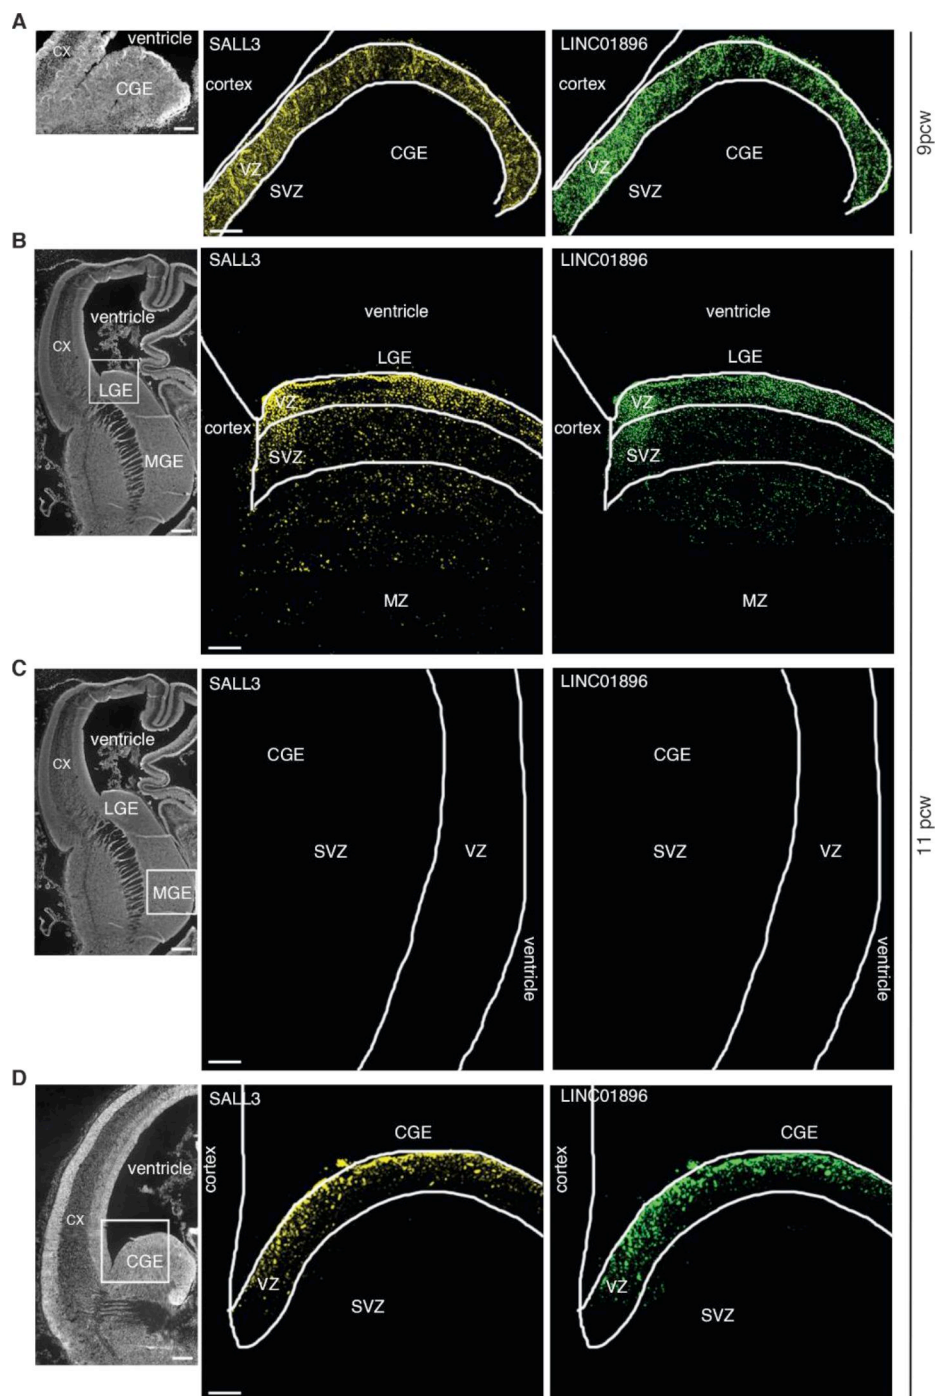 A
cx
ventricle
CGE
SALL3
cortex
CGE
VZ
SVZ
LINC01896
cortex
CGE
VZ
SVZ
9pcw
B
ventricle
cx
LGE
MGE
SALL3
ventricle
LGE
VZ
cortex
SVZ
MZ
LINC01896
ventricle
LGE
VZ
cortex
SVZ
MZ
C
ventricle
cx
LGE
MGE
SALL3
CGE
SVZ
VZ
ventricle
LINC01896
CGE
SVZ
VZ
ventricle
11 pcw
D
ventricle
cx
CGE
SALL3
CGE
cortex
VZ
SVZ
LINC01896
CGE
cortex
VZ
SVZ